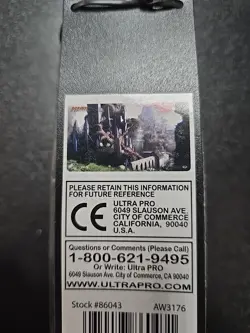 PLEASE RETAIN THIS INFORMATION
FOR FUTURE REFERENCE
CE
ULTRA PRO
6049 SLAUSON AVE.
CITY OF COMMERCE
CALIFORNIA, 90040
U.S.A.
Questions or Comments (Please Call)
1-800-621-9495
Or Write: Ultra PRO
6049 Slauson Ave. City of Commerce, CA 90040
WWW.ULTRAPRO.COM
Stock #86043
AW3176